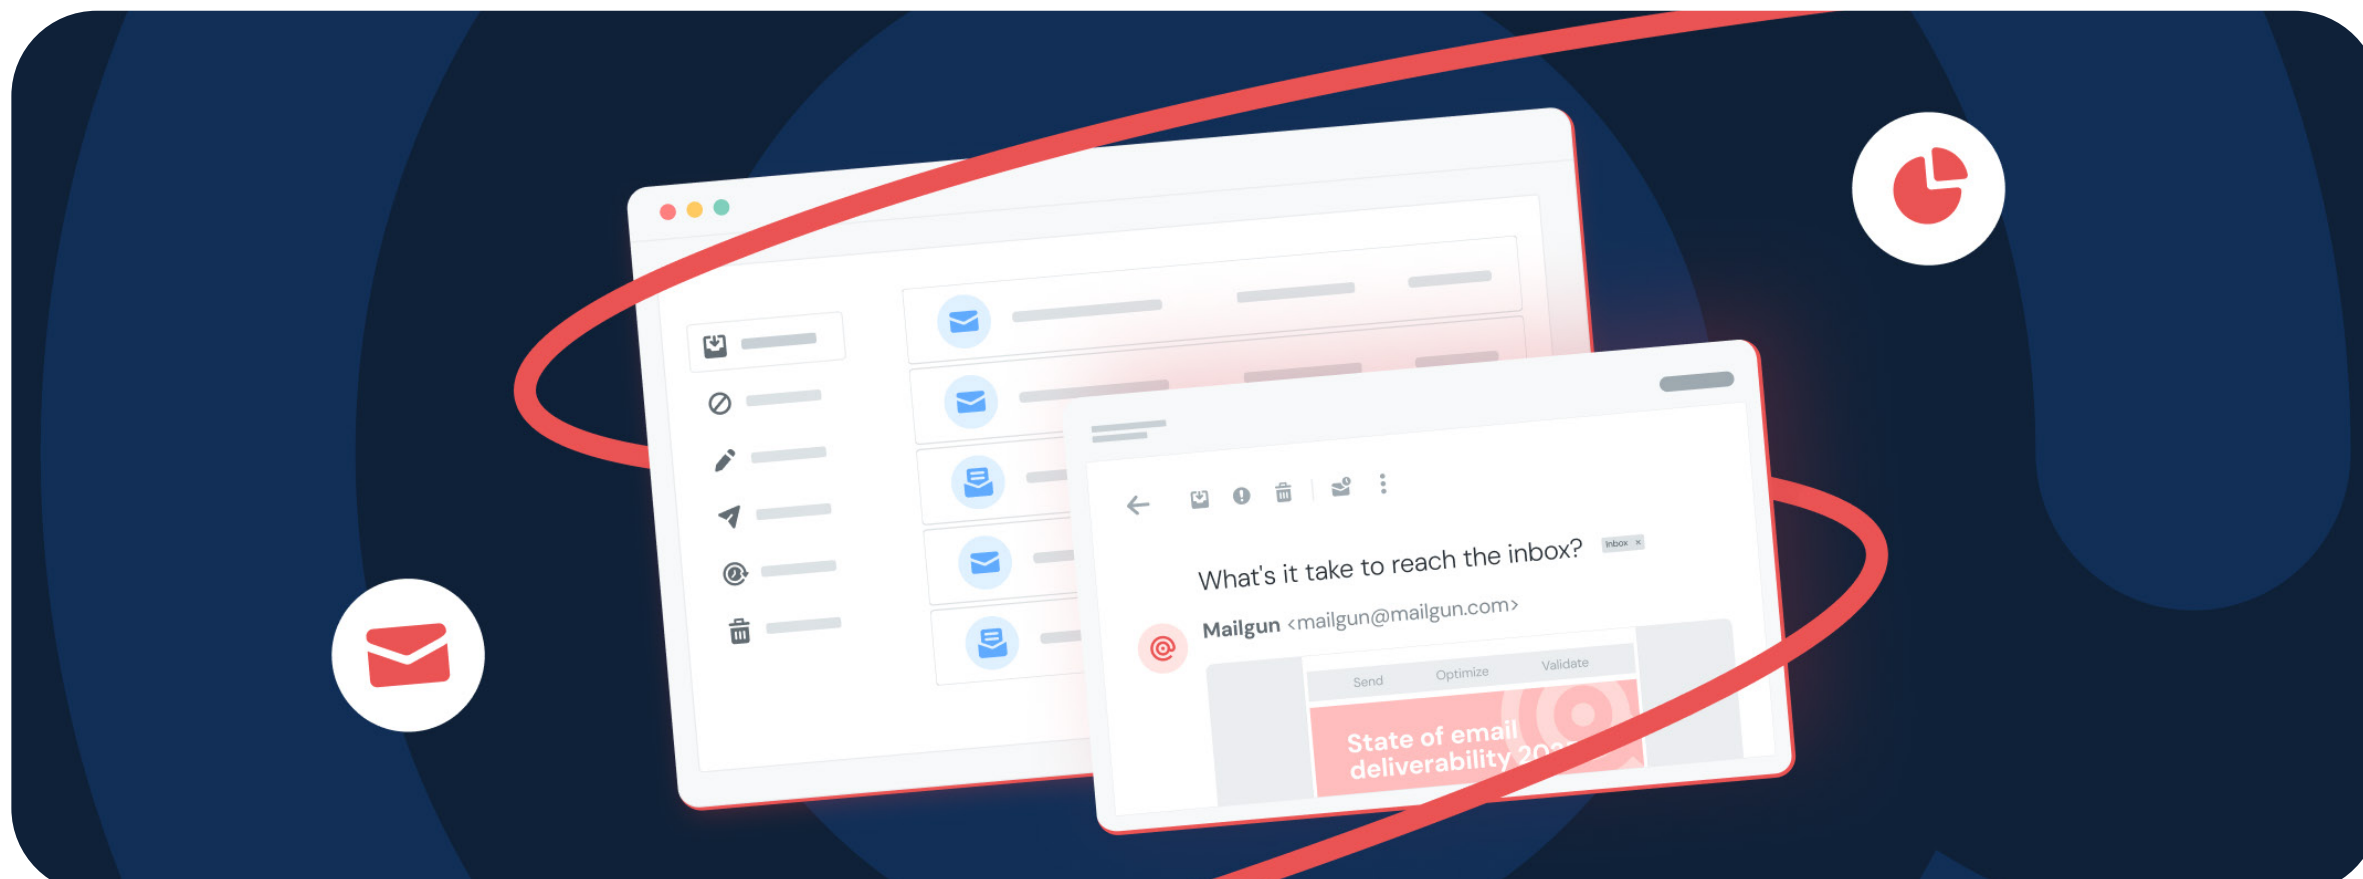 What's it take to reach the inbox?
Inbox ×
Mailgun <mailgun@mailgun.com>
Send Optimize Validate
State of email
deliverability